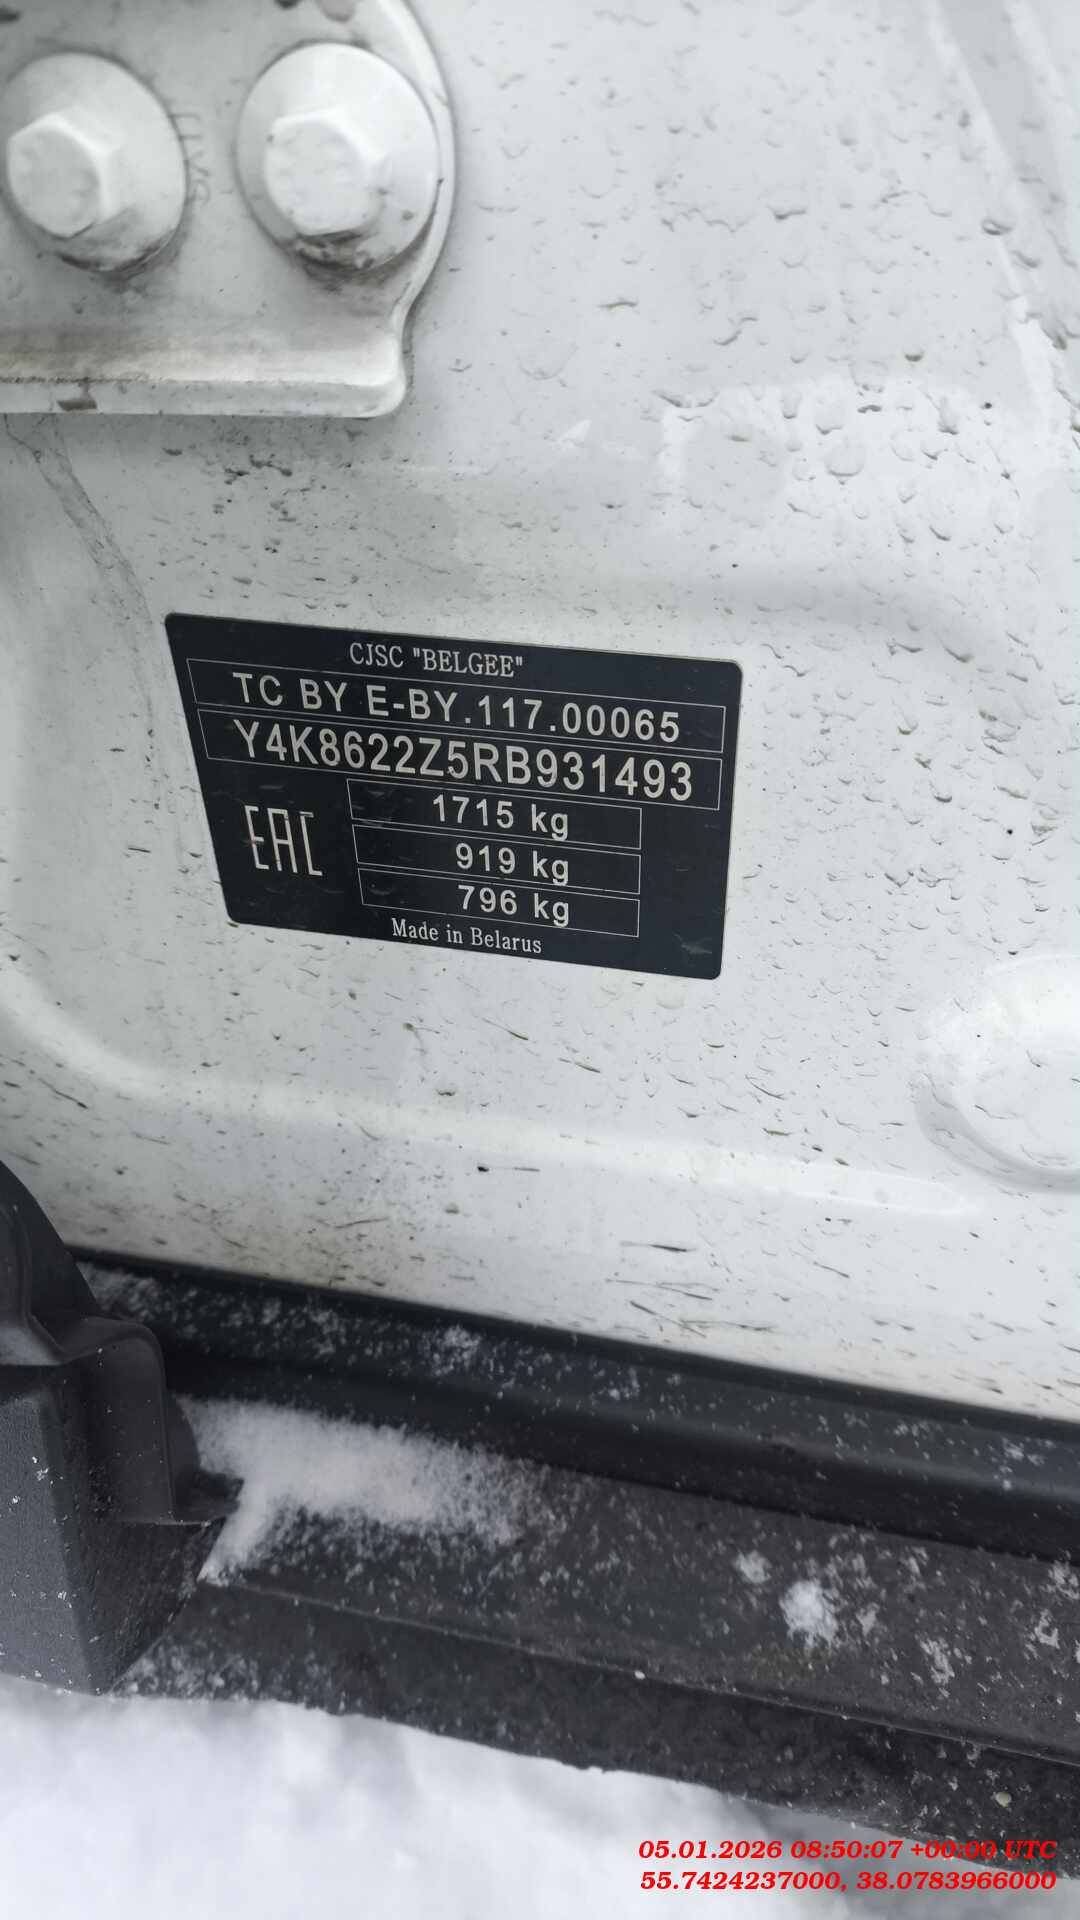 CJSC "BELGEE"
TC BY E-BY.117.00065
Y4K8622Z5RB931493
EAC
1715 kg
919 kg
796 kg
Made in Belarus
05.01.2026 08:50:07 +00:00 UTC
55.7424237000, 38.0783966000